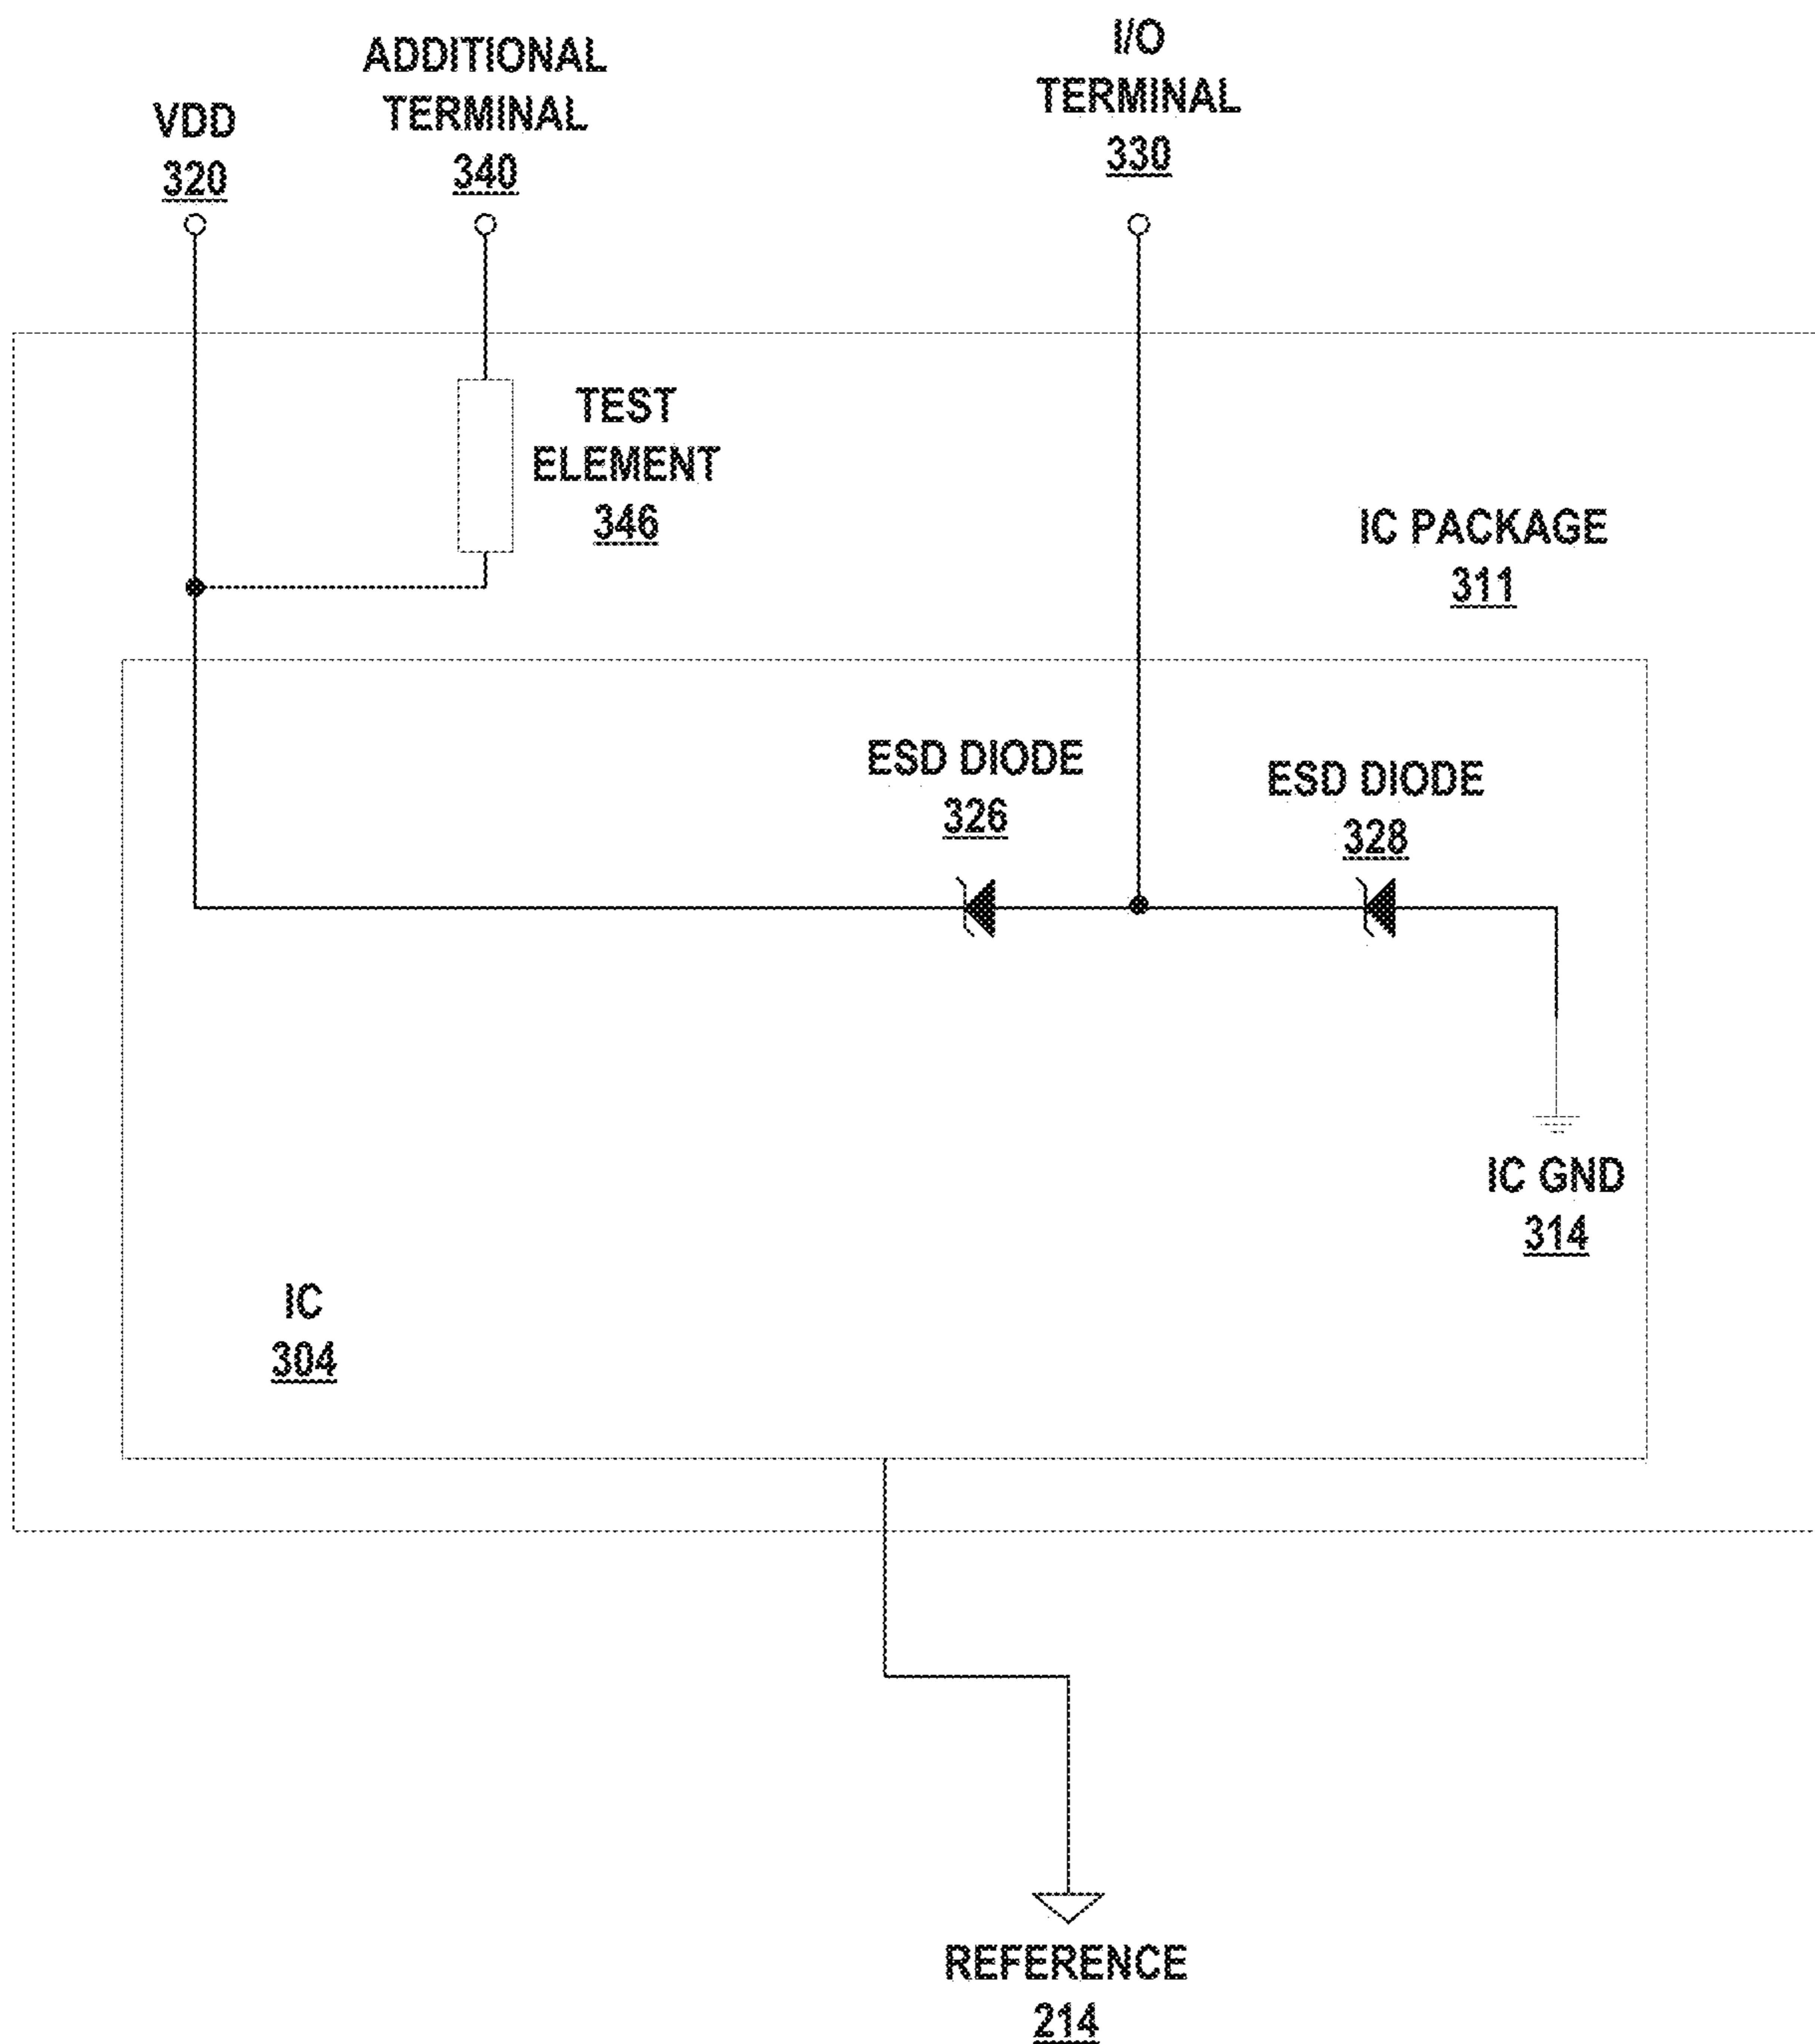 I/O
TERMINAL
330
ADDITIONAL
TERMINAL
340
VDD
320
TEST
ELEMENT
346
IC PACKAGE
311
ESD DIODE
326
ESD DIODE
328
IC GND
314
IC
304
REFERENCE
214